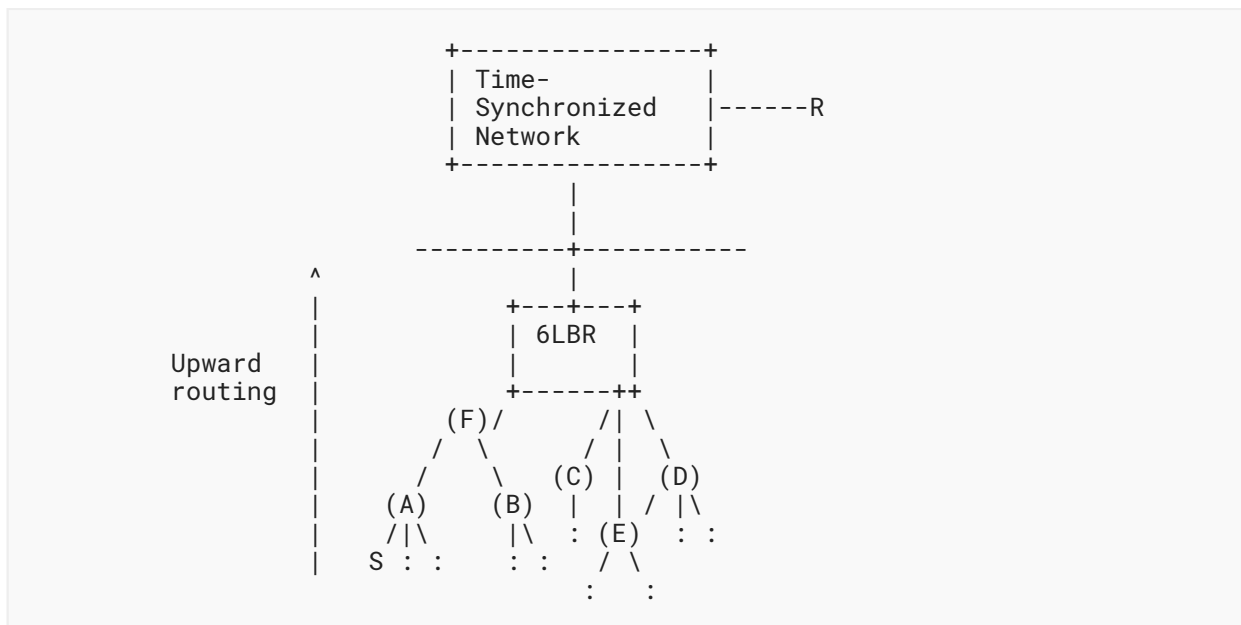 +----------------+
| Time-          |
| Synchronized   |------R
| Network        |
+----------------+
|
|
----------+-----------
^                |
|            +---+---+
|            | 6LBR  |
Upward   |            |       |
routing  |            +------++
|        (F)/      /| \
|       /  \      / |  \
|      /    \   (C) |  (D)
|    (A)    (B)  |  | / |\
|    /|\     |\  : (E)  : :
|   S : :    : :   / \
:   :